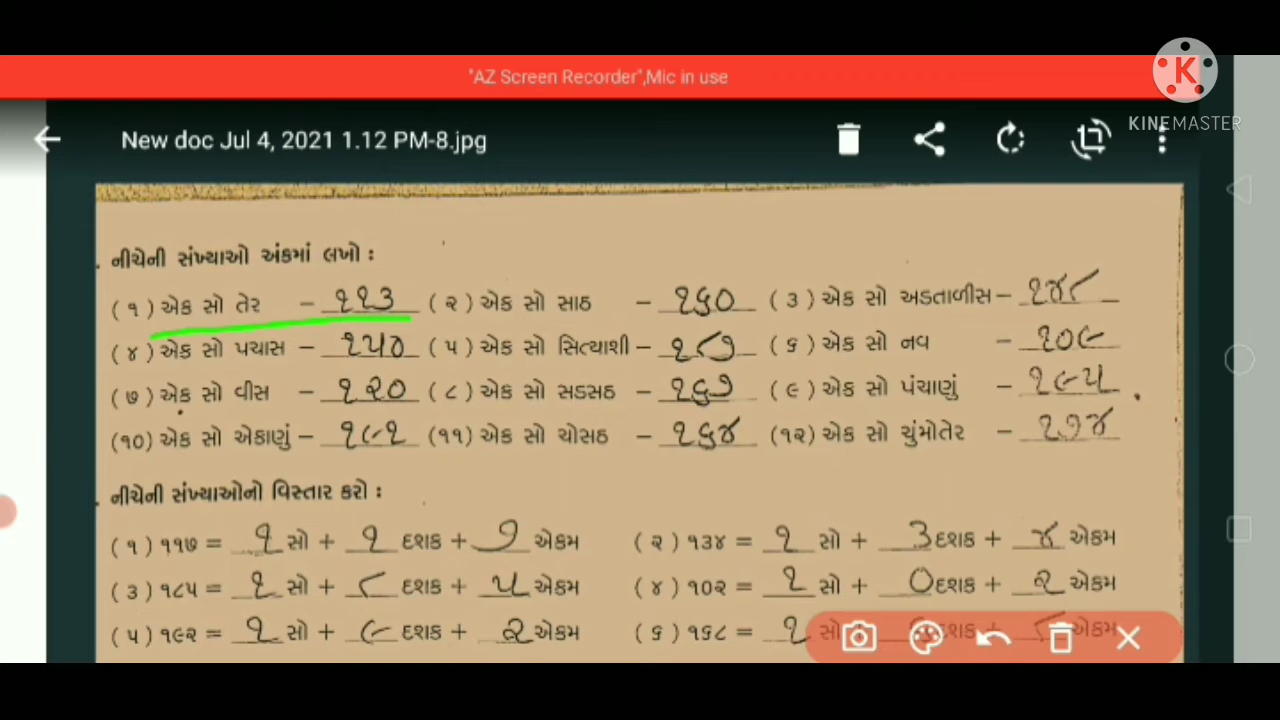 "AZ Screen Recorder",Mic in use
KINEMASTER
New doc Jul 4, 2021 1.12 PM-8.jpg
નીચેની સંખ્યાઓ અંકમાં લખો :
(૧) એક સો તેર - ૧૧૩ (૨) એક સો સાઠ - ૧૬૦ (૩) એક સો અડતાળીસ - ૧૪૮
(૪) એક સો પચાસ - ૧૫૦ (૫) એક સો સિત્યાશી - ૧૮૭ (૬) એક સો નવ - ૧૦૯
(૭) એક સો વીસ - ૧૨૦ (૮) એક સો સડસઠ - ૧૬૭ (૯) એક સો પંચાણું - ૧૯૫
(૧૦) એક સો એકાણું - ૧૯૧ (૧૧) એક સો ચોસઠ - ૧૬૪ (૧૨) એક સો ચુંમોતેર - ૧૭૪
નીચેની સંખ્યાઓનો વિસ્તાર કરો :
(૧) ૧૧૭ = ૧ સો + ૧ દશક + ૭ એકમ (૨) ૧૩૪ = ૧ સો + ૩ દશક + ૪ એકમ
(૩) ૧૮૫ = ૧ સો + ૮ દશક + ૫ એકમ (૪) ૧૦૨ = ૧ સો + ૦ દશક + ૨ એકમ
(૫) ૧૯૨ = ૧ સો + ૯ દશક + ૨ એકમ (૬) ૧૬૮ = ૧ સો + દશક + ૮ એકમ